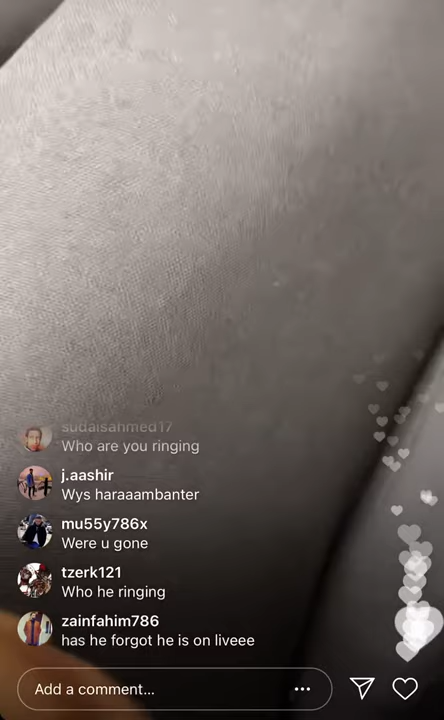 sudaisahmed17
Who are you ringing
j.aashir
Wys haraaambanter
mu55y786x
Were u gone
tzerk121
Who he ringing
zainfahim786
has he forgot he is on liveee
Add a comment...